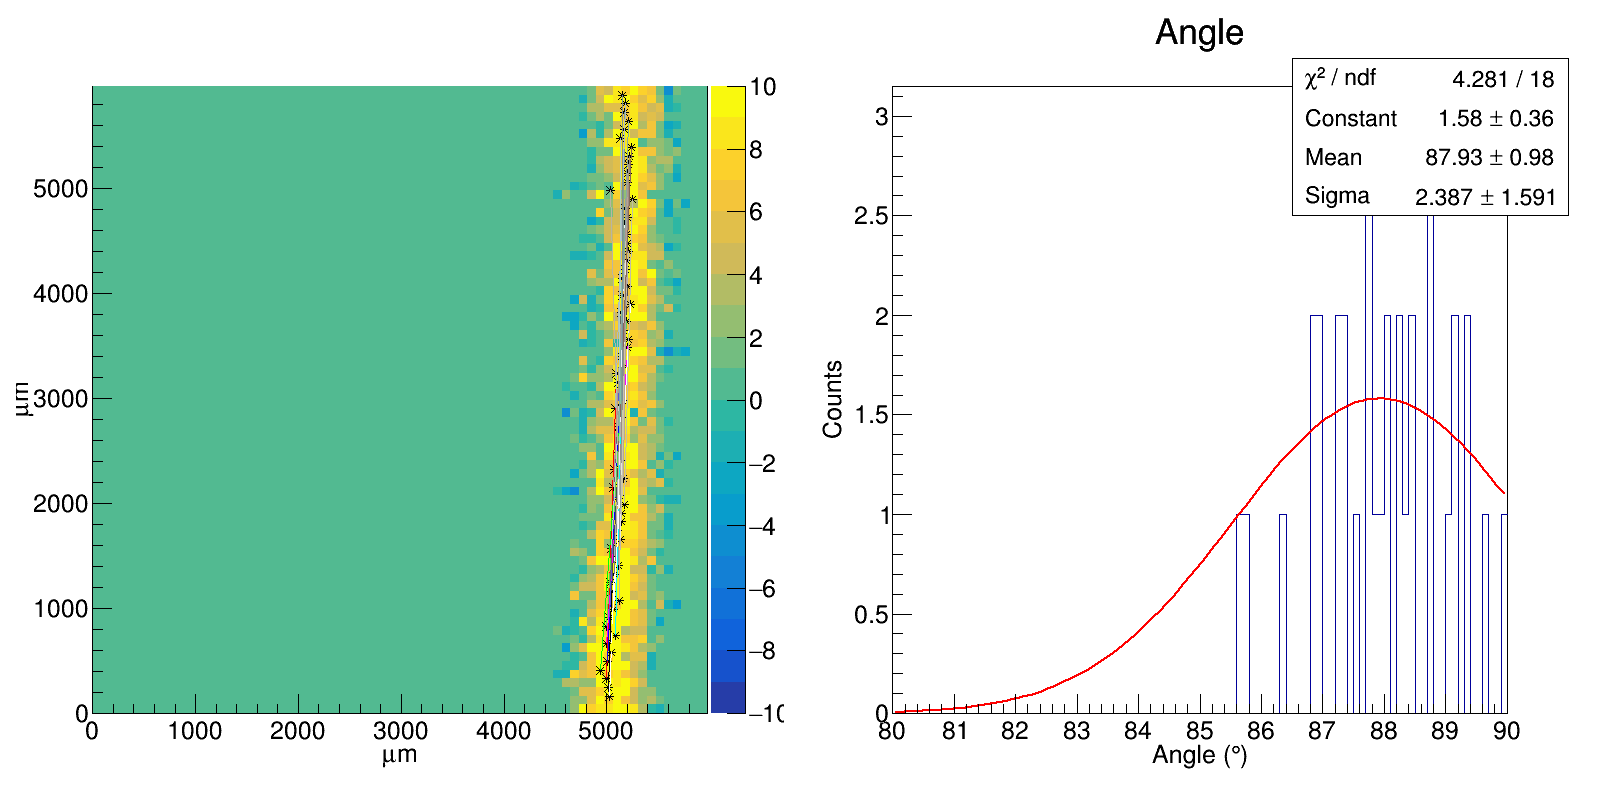 Angle
χ² / ndf 4.281 / 18
Constant 1.58 ± 0.36
Mean 87.93 ± 0.98
Sigma 2.387 ± 1.591
10
8
6
4
2
0
−2
−4
−6
−8
−10
5000
4000
3000
2000
1000
0
μm
0 1000 2000 3000 4000 5000
μm
3
2.5
2
1.5
1
0.5
0
Counts
80 81 82 83 84 85 86 87 88 89 90
Angle (°)